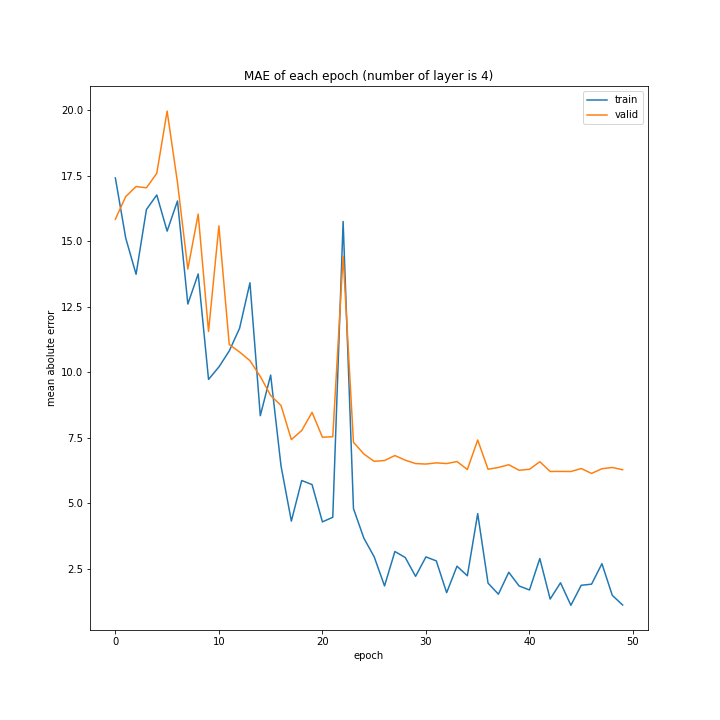 MAE of each epoch (number of layer is 4)
train
valid
20.0
17.5
15.0
12.5
10.0
7.5
5.0
2.5
mean abolute error
0 10 20 30 40 50
epoch